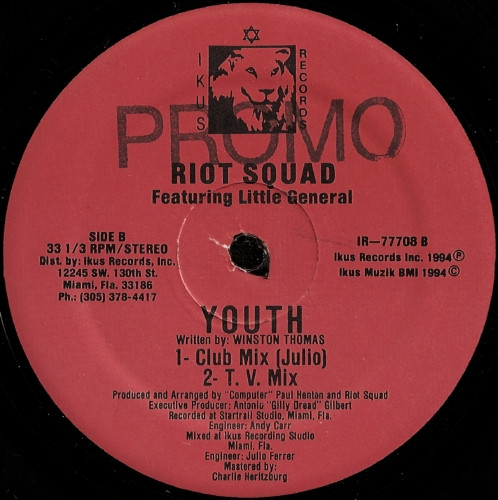 IKUS RECORDS
PROMO
RIOT SQUAD
Featuring Little General
SIDE B
33 1/3 RPM/STEREO
Dist. by: Ikus Records, Inc.
12245 SW. 130th St.
Miami, Fla. 33186
Ph.: (305) 378-4417
IR—77708 B
Ikus Records Inc. 1994 Ⓟ
Ikus Muzik BMI 1994 ©
YOUTH
Written by: WINSTON THOMAS
1- Club Mix (Julio)
2- T. V. Mix
Produced and Arranged by "Computer" Paul Henton and Riot Squad
Executive Producer: Antonio "Gilly Dread" Gilbert
Recorded at Startrail Studio, Miami, Fla.
Engineer: Andy Carr
Mixed at Ikus Recording Studio
Miami, Fla.
Engineer: Julio Ferrer
Mastered by:
Charlie Heritzburg